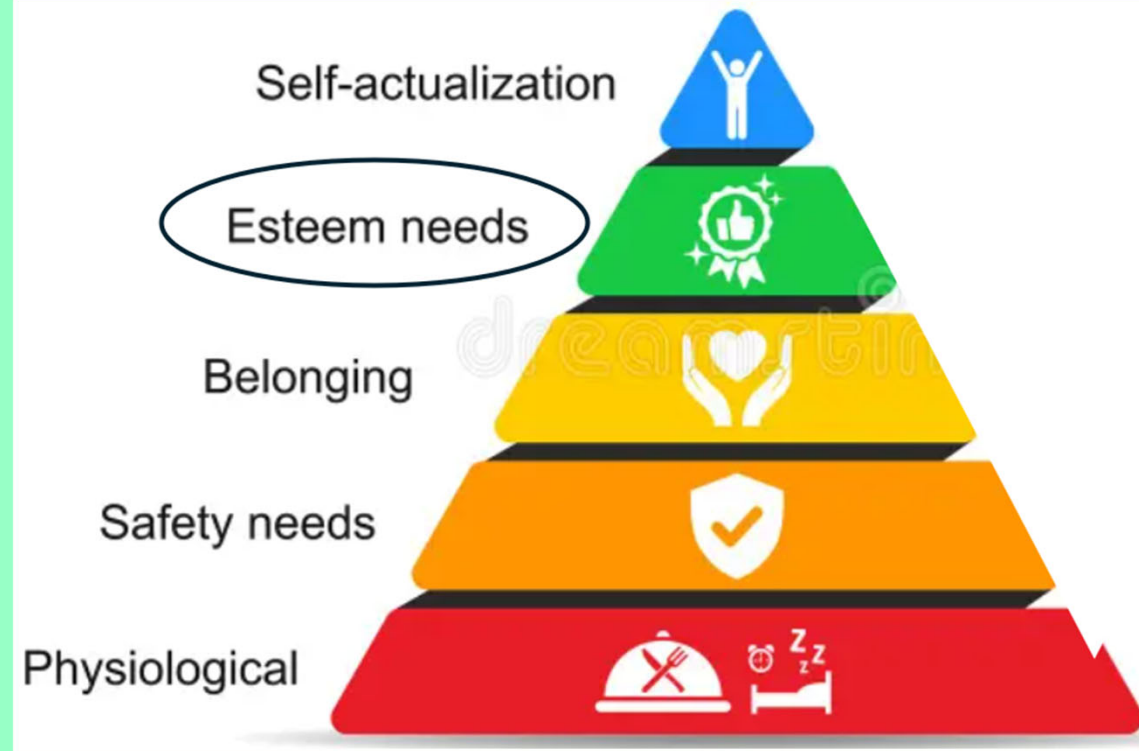 Self-actualization
Esteem needs
Belonging
Safety needs
Physiological
z z
z z